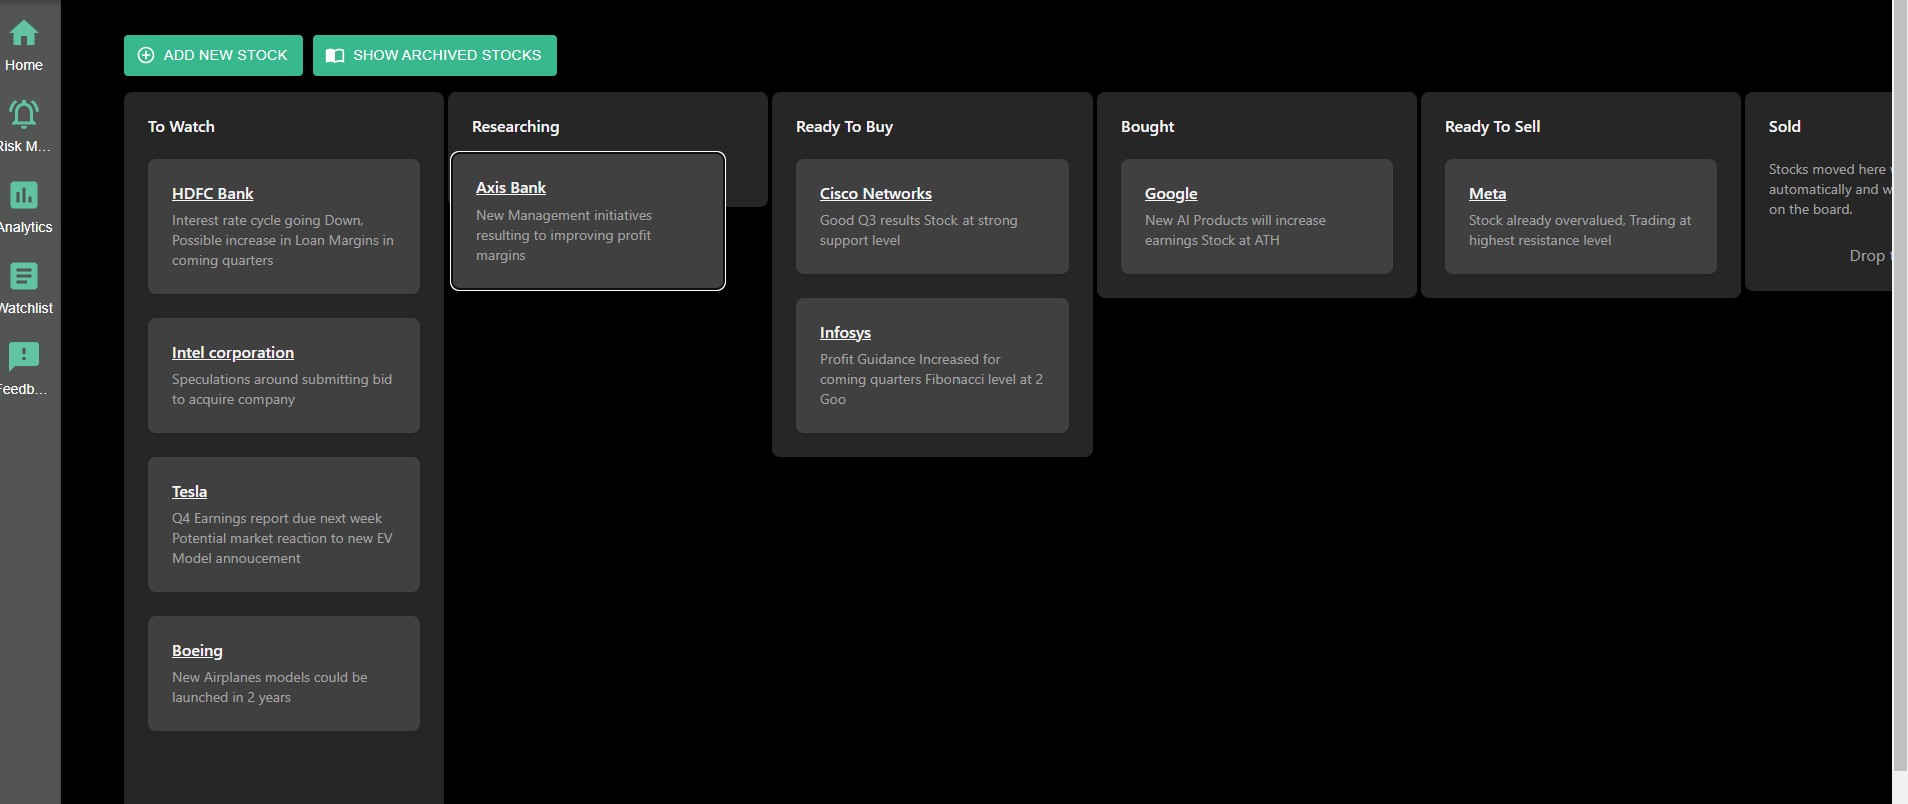 Home
Risk M...
Analytics
Watchlist
Feedb...
ADD NEW STOCK
SHOW ARCHIVED STOCKS
To Watch
HDFC Bank
Interest rate cycle going Down,
Possible increase in Loan Margins in
coming quarters
Intel corporation
Speculations around submitting bid
to acquire company
Tesla
Q4 Earnings report due next week
Potential market reaction to new EV
Model annoucement
Boeing
New Airplanes models could be
launched in 2 years
Researching
Axis Bank
New Management initiatives
resulting to improving profit
margins
Ready To Buy
Cisco Networks
Good Q3 results Stock at strong
support level
Infosys
Profit Guidance Increased for
coming quarters Fibonacci level at 2
Goo
Bought
Google
New AI Products will increase
earnings Stock at ATH
Ready To Sell
Meta
Stock already overvalued, Trading at
highest resistance level
Sold
Stocks moved here
automatically and w
on the board.
Drop t